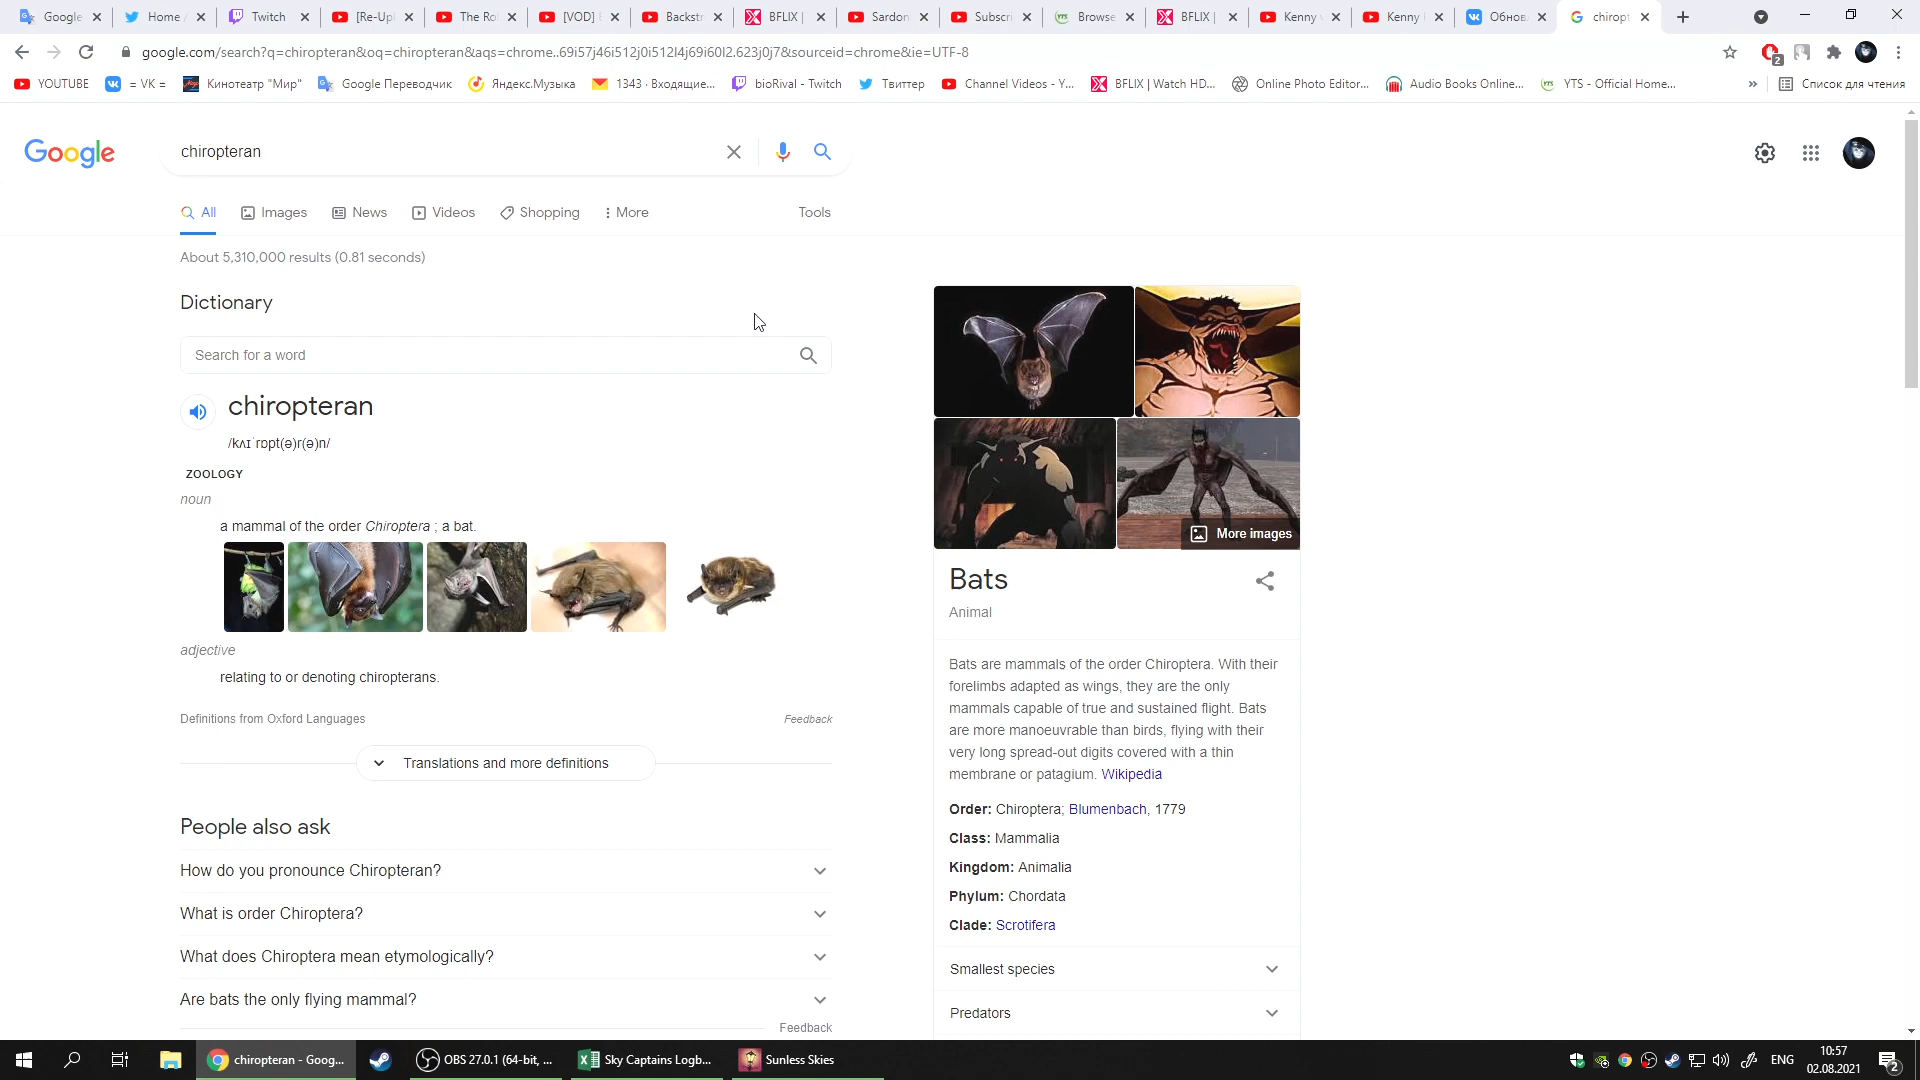 Google
Home /
Twitch
[Re-Upl
The Ro
[VOD]
Backst
BFLIX |
Sardon
Subscri
Browse
BFLIX |
Kenny
Kenny
Обнов
chiropt
google.com/search?q=chiropteran&oq=chiropteran&aqs=chrome..69i57j46i512j0i512l4j69i60l2.623j0j7&sourceid=chrome&ie=UTF-8
2
YOUTUBE
= VK =
Кинотеатр "Мир"
Google Переводчик
Яндекс.Музыка
1343 · Входящие...
bioRival - Twitch
Твиттер
Channel Videos - Y...
BFLIX | Watch HD...
Online Photo Editor...
Audio Books Online...
YTS - Official Home...
»
Список для чтения
Google
chiropteran
All
Images
News
Videos
Shopping
More
Tools
About 5,310,000 results (0.81 seconds)
Dictionary
Search for a word
chiropteran
/kʌɪˈrɒpt(ə)r(ə)n/
ZOOLOGY
noun
a mammal of the order Chiroptera ; a bat.
adjective
relating to or denoting chiropterans.
Definitions from Oxford Languages
Feedback
Translations and more definitions
People also ask
How do you pronounce Chiropteran?
What is order Chiroptera?
What does Chiroptera mean etymologically?
Are bats the only flying mammal?
Feedback
More images
Bats
Animal
Bats are mammals of the order Chiroptera. With their
forelimbs adapted as wings, they are the only
mammals capable of true and sustained flight. Bats
are more manoeuvrable than birds, flying with their
very long spread-out digits covered with a thin
membrane or patagium. Wikipedia
Order: Chiroptera; Blumenbach, 1779
Class: Mammalia
Kingdom: Animalia
Phylum: Chordata
Clade: Scrotifera
Smallest species
Predators
chiropteran - Goog...
OBS 27.0.1 (64-bit, ...
Sky Captains Logb...
Sunless Skies
ENG
10:57
02.08.2021
2